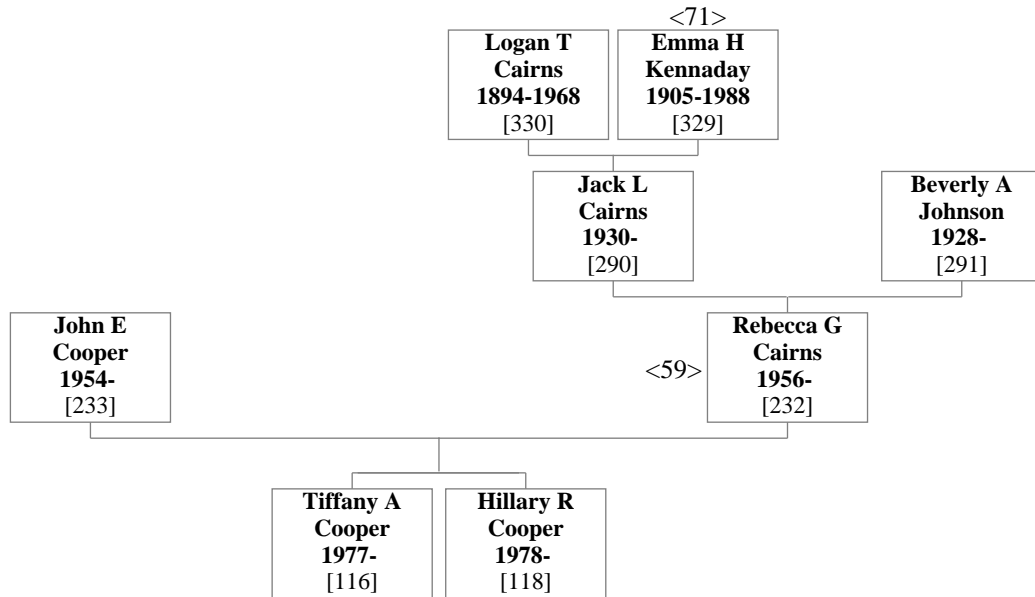 <71>
Logan T
Cairns
1894-1968
[330]
Emma H
Kennaday
1905-1988
[329]
Jack L
Cairns
1930-
[290]
Beverly A
Johnson
1928-
[291]
John E
Cooper
1954-
[233]
<59>
Rebecca G
Cairns
1956-
[232]
Tiffany A
Cooper
1977-
[116]
Hillary R
Cooper
1978-
[118]